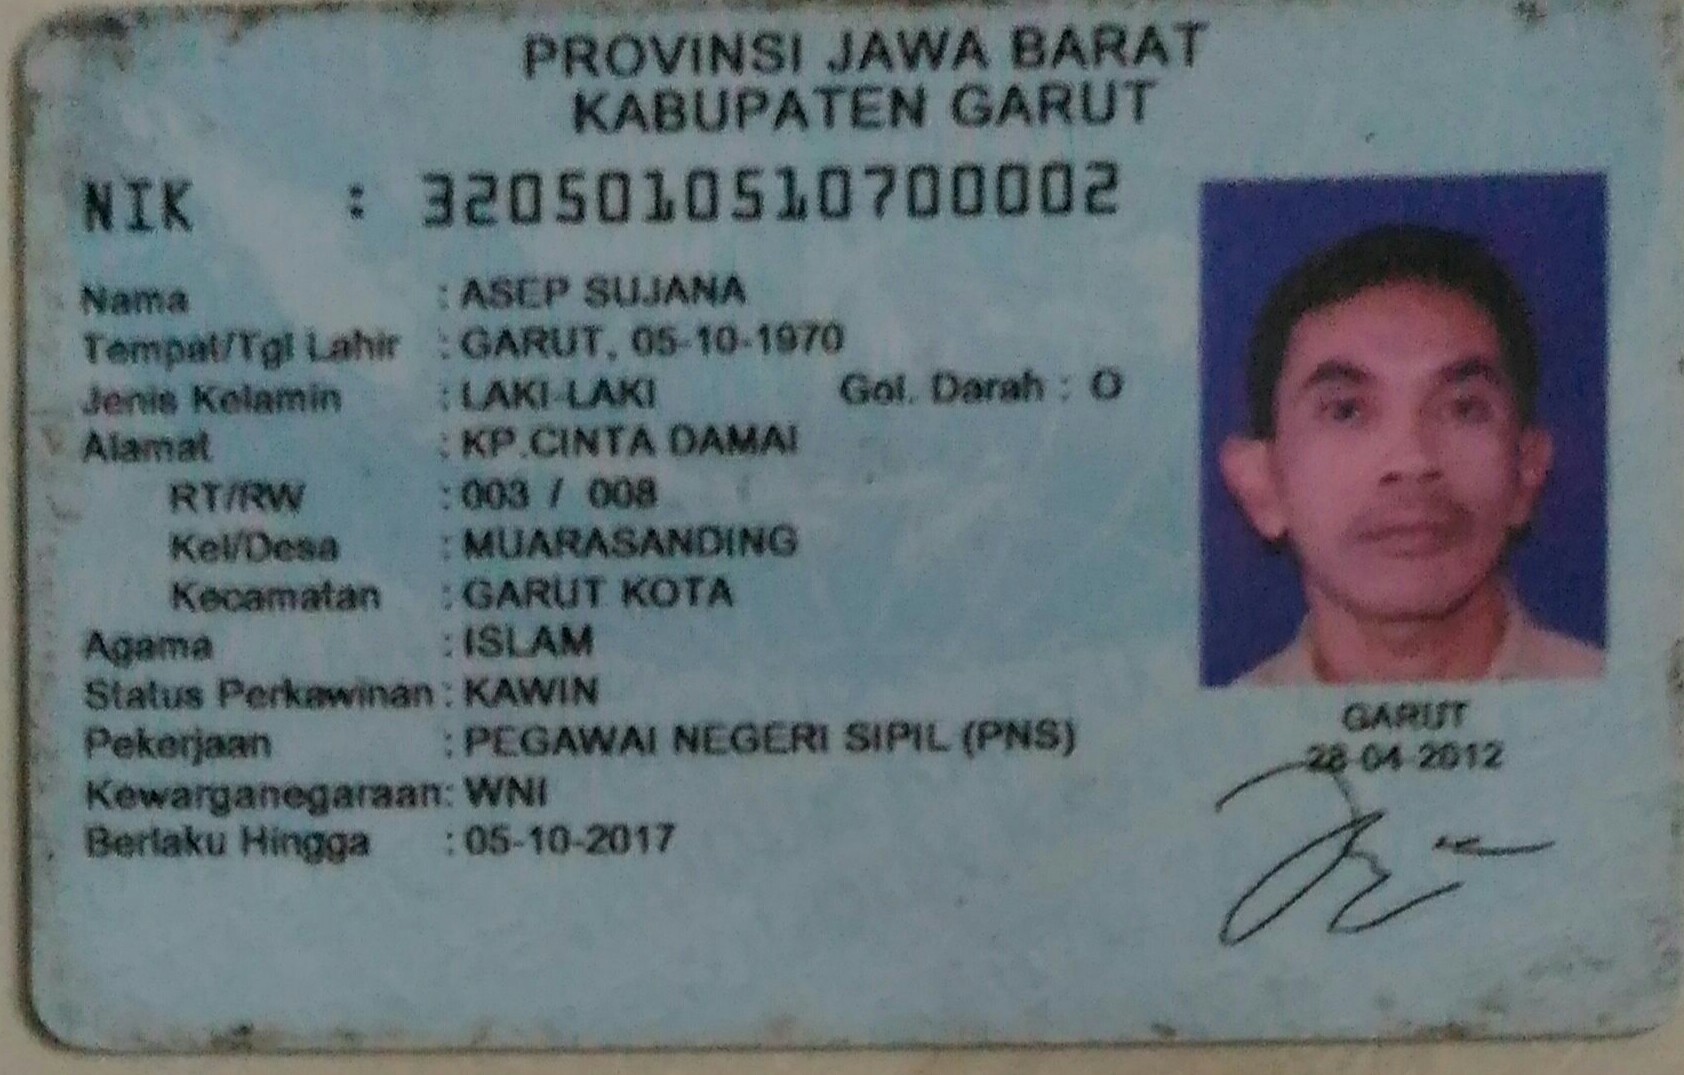 PROVINSI JAWA BARAT
KABUPATEN GARUT
NIK : 3205010510700002
Nama : ASEP SUJANA
Tempat/Tgl Lahir : GARUT, 05-10-1970
Jenis Kelamin : LAKI-LAKI Gol. Darah : O
Alamat : KP.CINTA DAMAI
RT/RW : 003 / 008
Kel/Desa : MUARASANDING
Kecamatan : GARUT KOTA
Agama : ISLAM
Status Perkawinan : KAWIN
Pekerjaan : PEGAWAI NEGERI SIPIL (PNS)
Kewarganegaraan : WNI
Berlaku Hingga : 05-10-2017
GARUT
28-04-2012